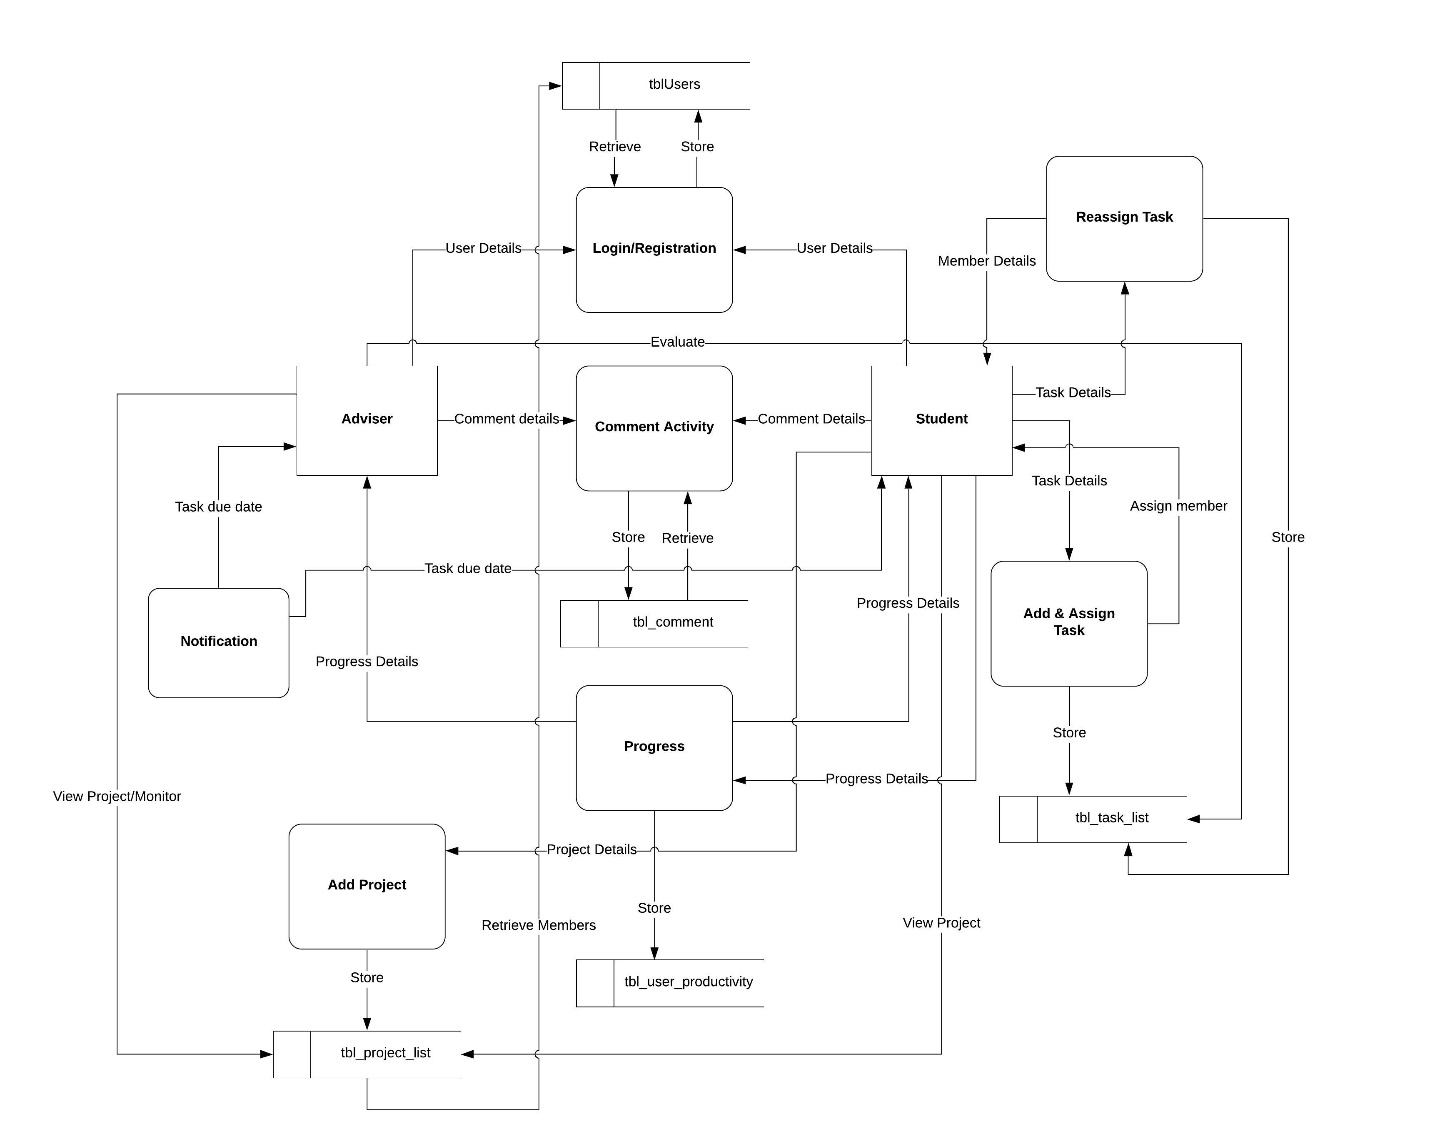 tblUsers
Retrieve
Store
Reassign Task
User Details
Login/Registration
User Details
Member Details
Evaluate
Task Details
Adviser
Comment details
Comment Activity
Comment Details
Student
Task Details
Task due date
Assign member
Store
Retrieve
Store
Task due date
Progress Details
Add & Assign
Task
tbl_comment
Notification
Progress Details
Store
Progress
Progress Details
View Project/Monitor
tbl_task_list
Project Details
Add Project
Store
View Project
Retrieve Members
Store
tbl_user_productivity
tbl_project_list